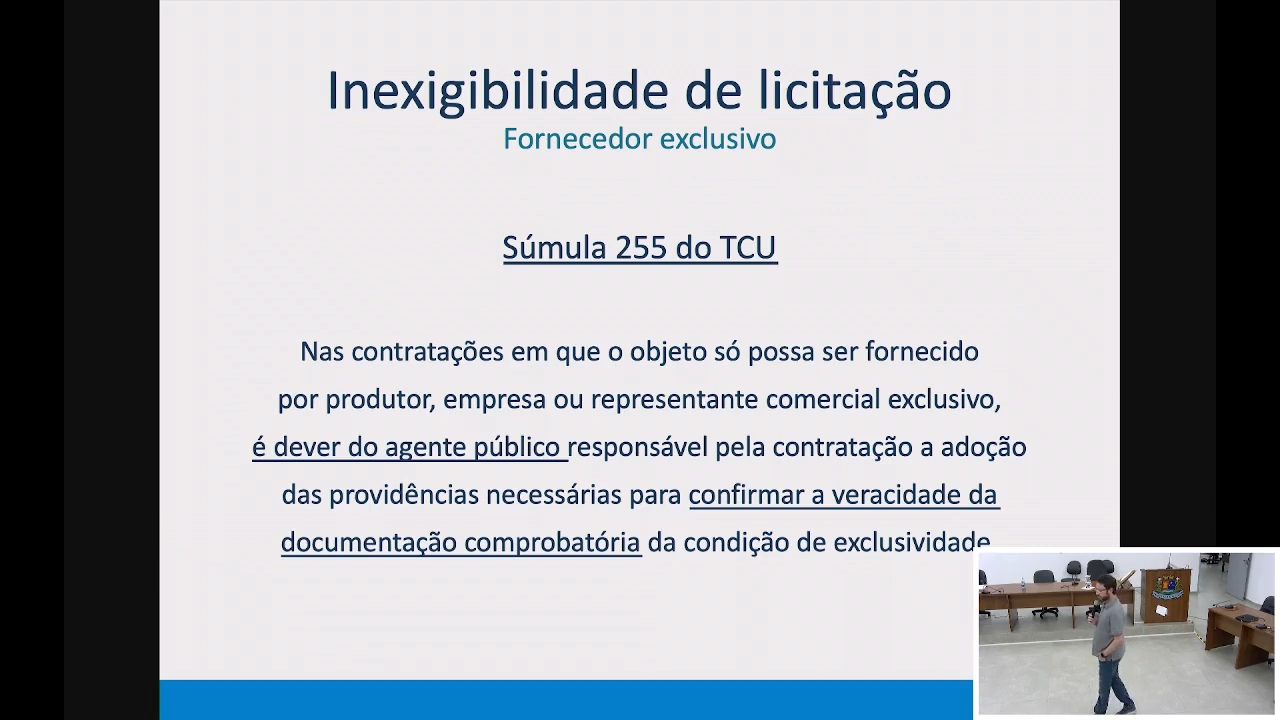 Inexigibilidade de licitação
Fornecedor exclusivo
Súmula 255 do TCU
Nas contratações em que o objeto só possa ser fornecido
por produtor, empresa ou representante comercial exclusivo,
é dever do agente público responsável pela contratação a adoção
das providências necessárias para confirmar a veracidade da
documentação comprobatória da condição de exclusividade